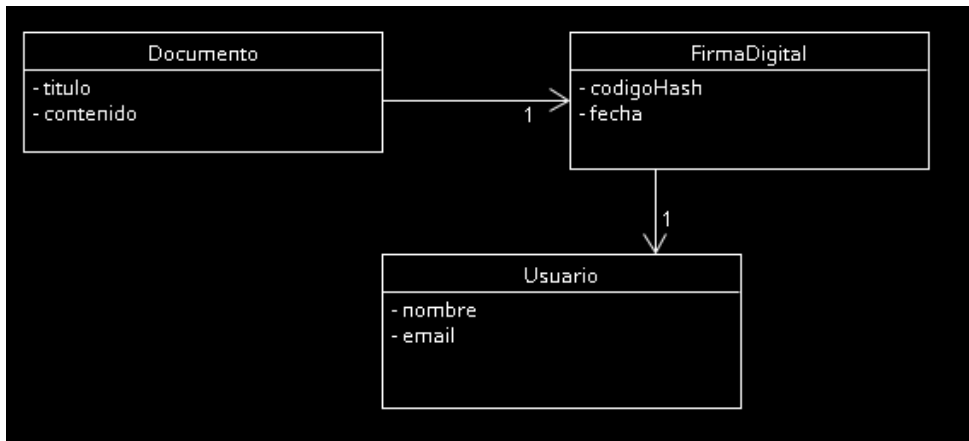 Documento
- titulo
- contenido
1
FirmaDigital
- codigoHash
- fecha
1
Usuario
- nombre
- email